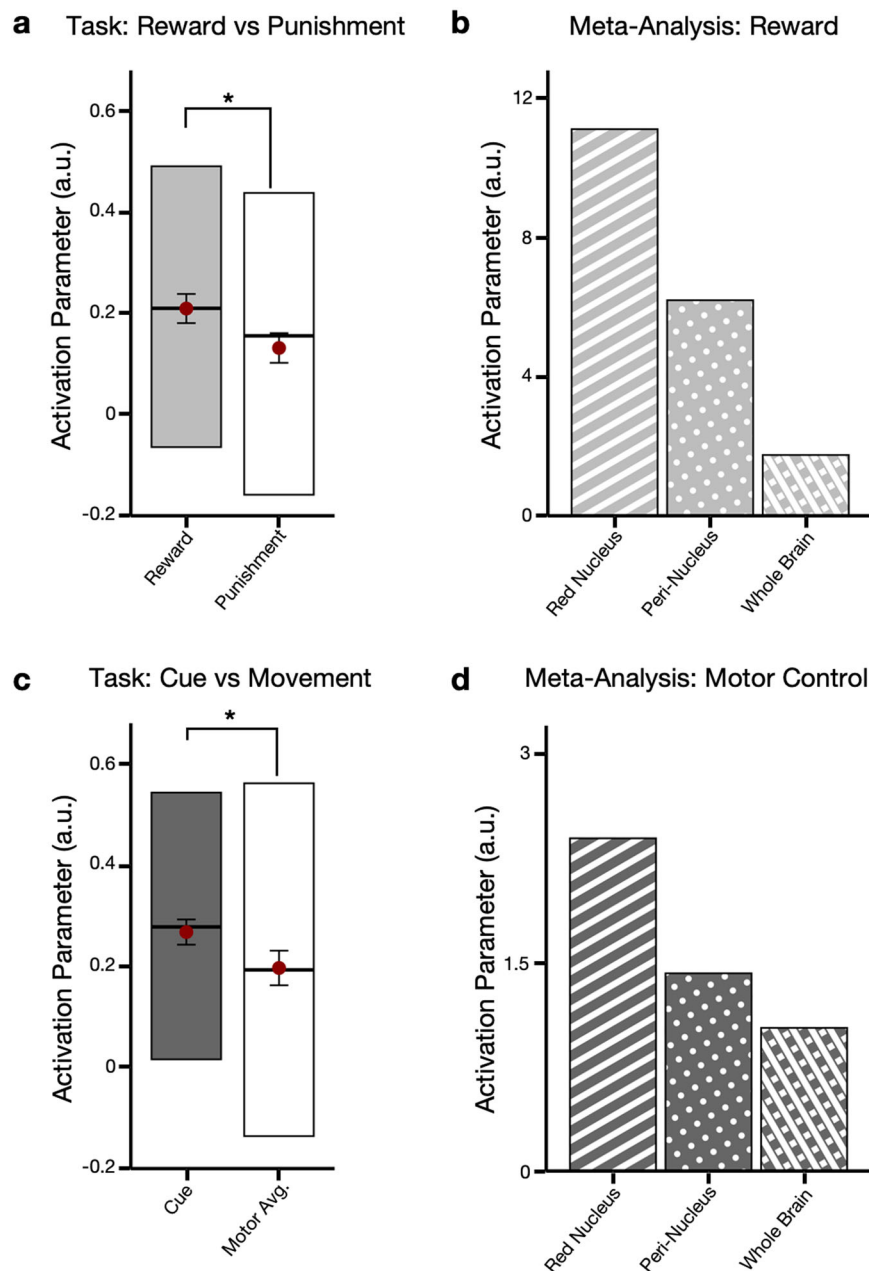 a Task: Reward vs Punishment
Activation Parameter (a.u.)
0.6
0.4
0.2
0
-0.2
*
Reward
Punishment
b Meta-Analysis: Reward
Activation Parameter (a.u.)
12
8
4
0
Red Nucleus
Peri-Nucleus
Whole Brain
c Task: Cue vs Movement
Activation Parameter (a.u.)
0.6
0.4
0.2
0
-0.2
*
Cue
Motor Avg.
d Meta-Analysis: Motor Control
Activation Parameter (a.u.)
3
1.5
0
Red Nucleus
Peri-Nucleus
Whole Brain